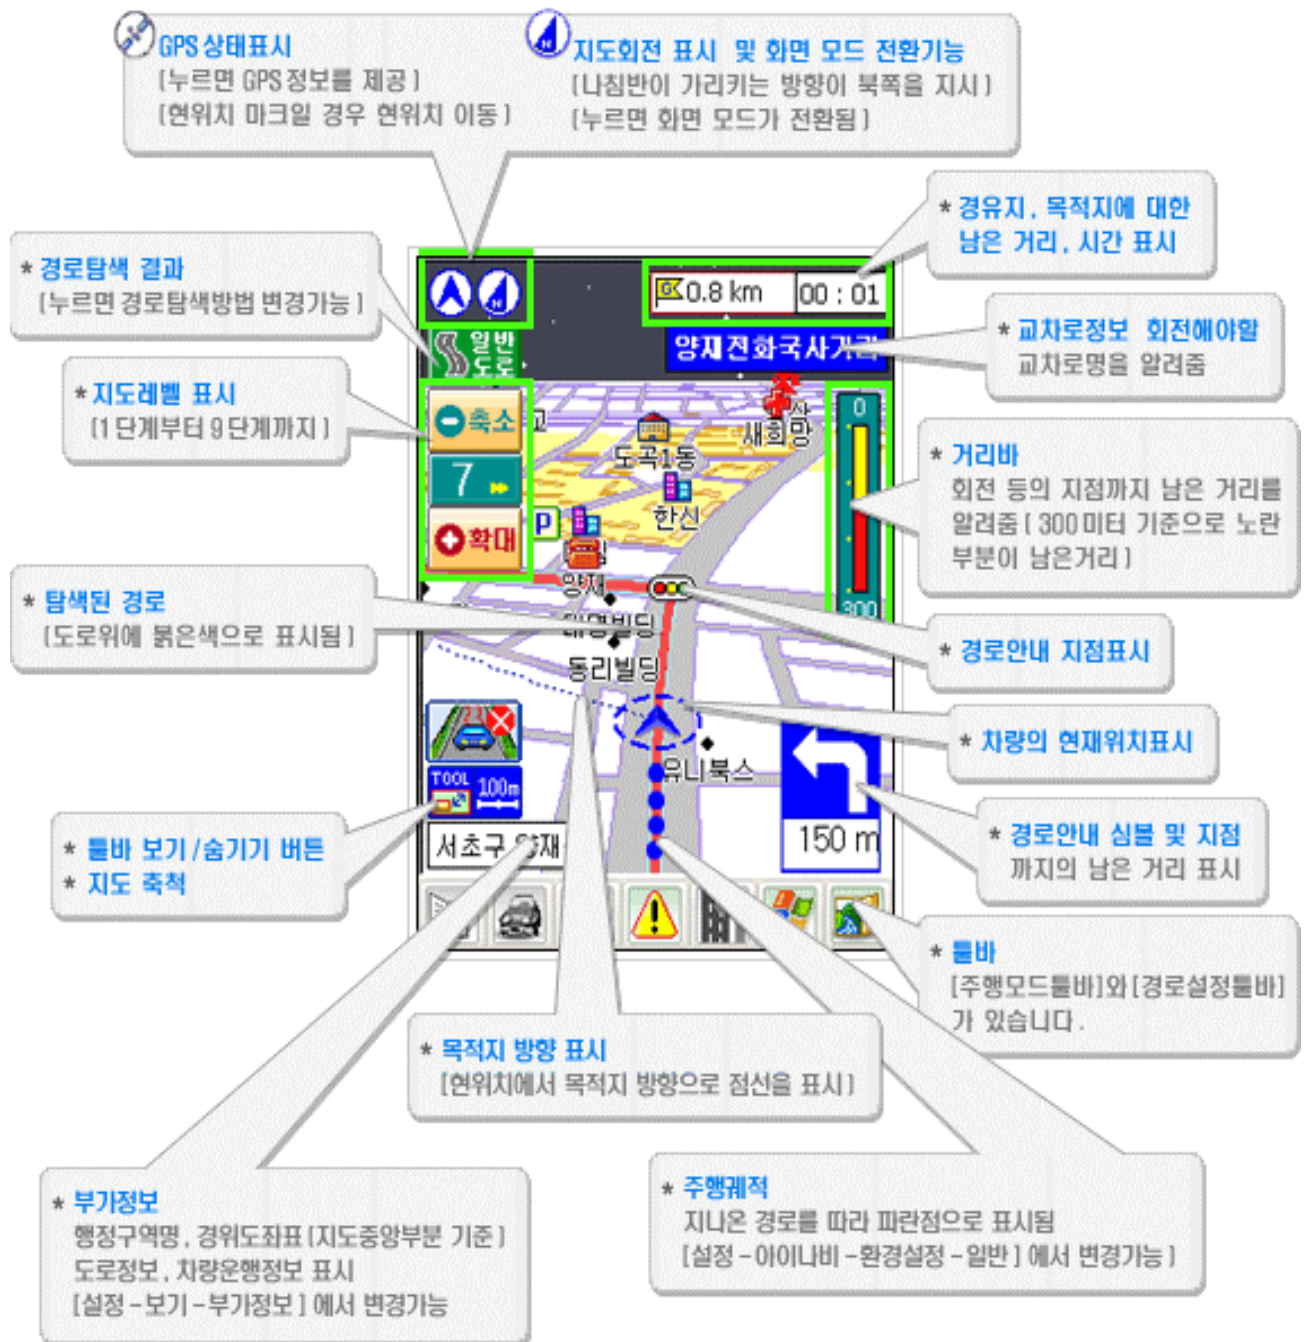 GPS 상태표시
[누르면 GPS 정보를 제공]
[현위치 마크일 경우 현위치 이동]
지도회전 표시 및 화면 모드 전환기능
[나침반이 가리키는 방향이 북쪽을 지시]
[누르면 화면 모드가 전환됨]
* 경유지, 목적지에 대한
남은 거리, 시간 표시
* 경로탐색 결과
[누르면 경로탐색방법 변경가능]
N
G 0.8 km 00 : 01
일반
도로
양재전화국사거리
* 교차로정보 회전해야할
교차로명을 알려줌
* 지도레벨 표시
[1 단계부터 9 단계까지]
축소
7
확대
교
새희망
도곡1동
한신
P
양재
대명빌딩
동리빌딩
유니북스
0
300
* 거리바
회전 등의 지점까지 남은 거리를
알려줌 [300 미터 기준으로 노란
부분이 남은거리]
* 탐색된 경로
[도로위에 붉은색으로 표시됨]
* 경로안내 지점표시
* 차량의 현재위치표시
TOOL 100m
서초구 양재
150 m
* 툴바 보기/숨기기 버튼
* 지도 축척
* 경로안내 심볼 및 지점
까지의 남은 거리 표시
* 툴바
[주행모드툴바]와 [경로설정툴바]
가 있습니다.
* 목적지 방향 표시
[현위치에서 목적지 방향으로 점선을 표시]
* 부가정보
행정구역명, 경위도좌표 [지도중앙부분 기준]
도로정보, 차량운행정보 표시
[설정-보기-부가정보]에서 변경가능
* 주행궤적
지나온 경로를 따라 파란점으로 표시됨
[설정-아이나비-환경설정-일반]에서 변경가능]